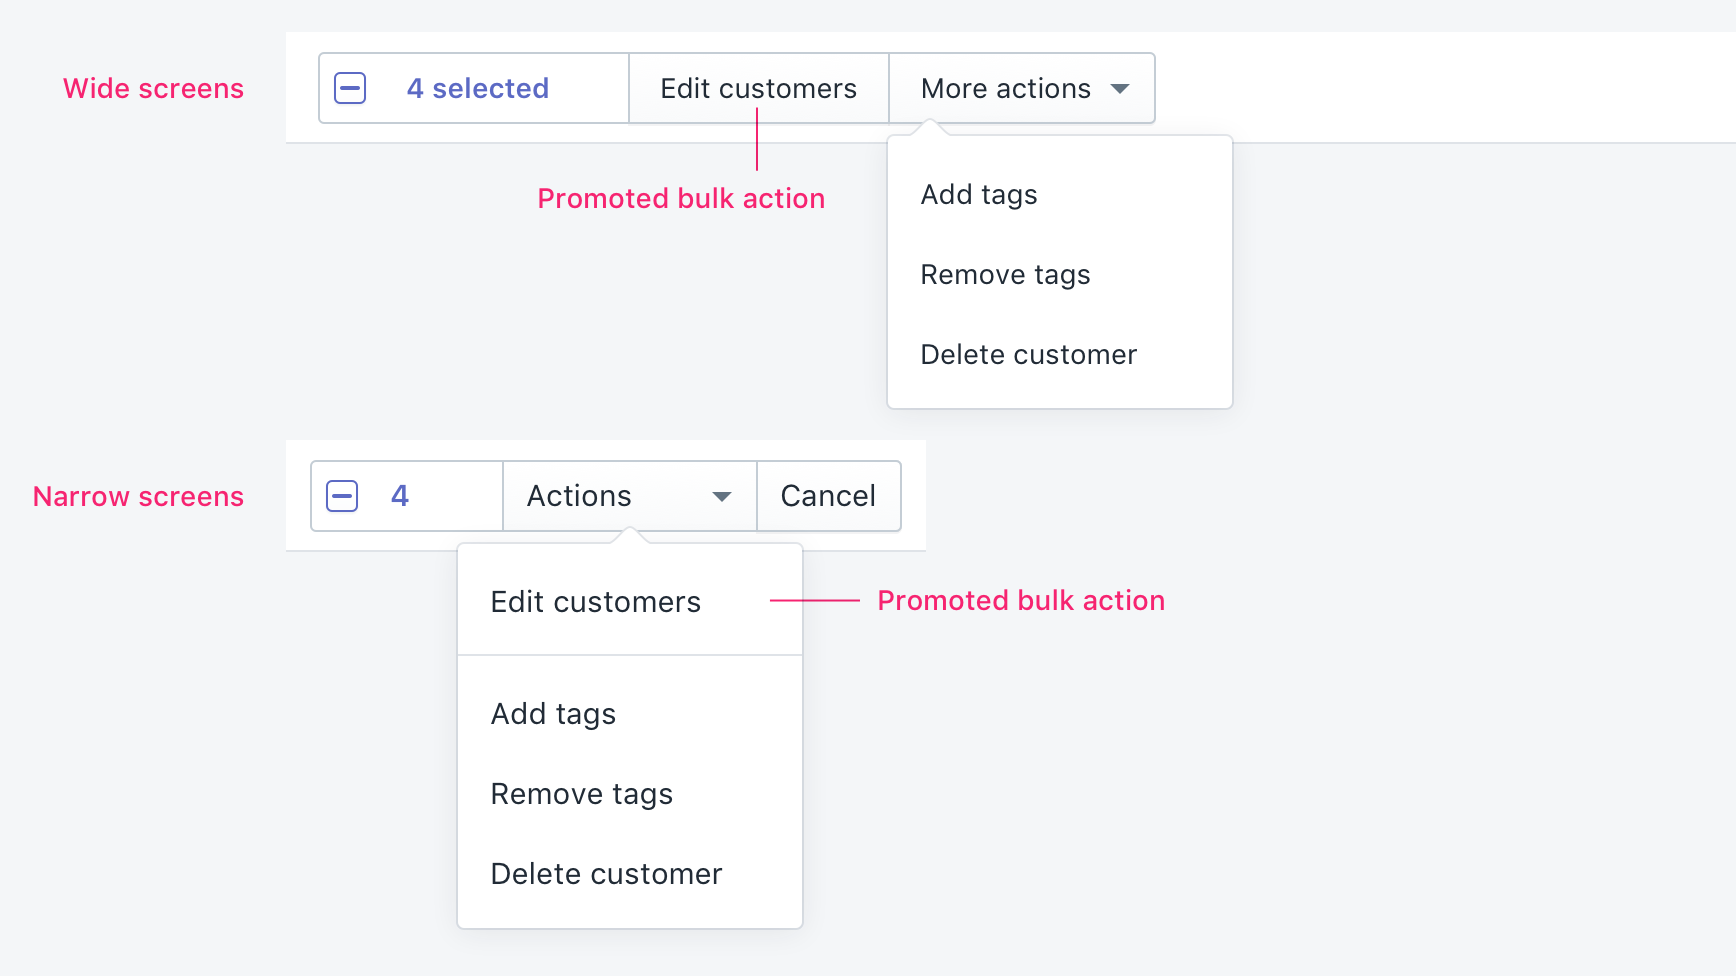 Wide screens
4 selected
Edit customers
More actions
Promoted bulk action
Add tags
Remove tags
Delete customer
Narrow screens
4
Actions
Cancel
Edit customers
Promoted bulk action
Add tags
Remove tags
Delete customer